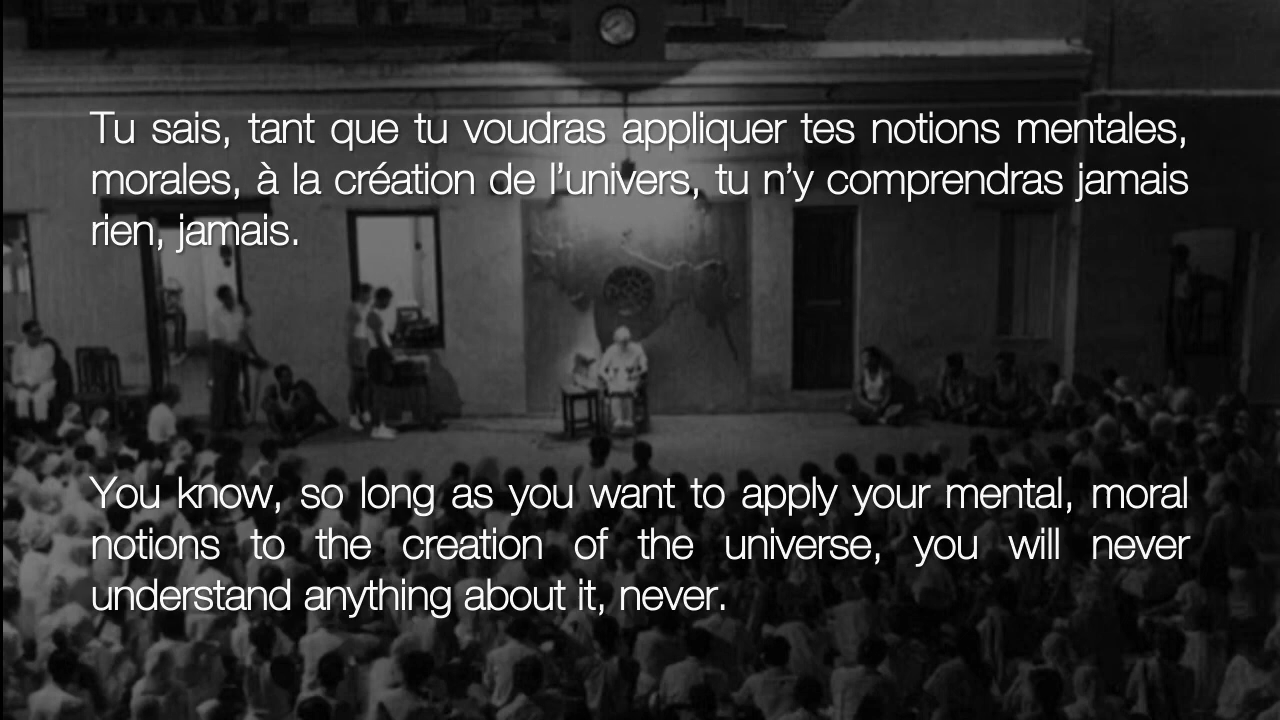 Tu sais, tant que tu voudras appliquer tes notions mentales,
morales, à la création de l’univers, tu n’y comprendras jamais
rien, jamais.
You know, so long as you want to apply your mental, moral
notions to the creation of the universe, you will never
understand anything about it, never.